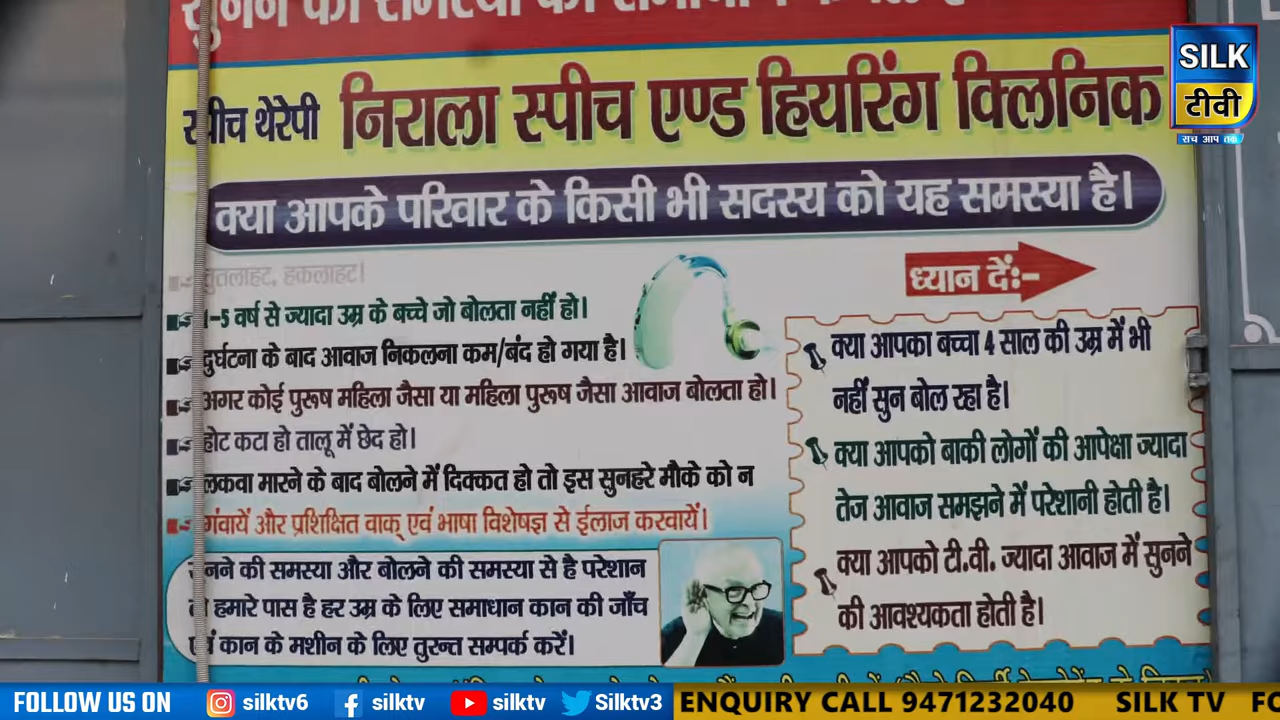 स्पीच थेरेपी
निराला स्पीच एण्ड हियरिंग क्लिनिक
SILK
टीवी
सच आप तक
क्या आपके परिवार के किसी भी सदस्य को यह समस्या है।
तुतलाहट, हकलाहट।
1-5 वर्ष से ज्यादा उम्र के बच्चे जो बोलता नहीं हो।
दुर्घटना के बाद आवाज निकलना कम/बंद हो गया है।
अगर कोई पुरूष महिला जैसा या महिला पुरूष जैसा आवाज बोलता हो।
होट कटा हो तालू में छेद हो।
लकवा मारने के बाद बोलने में दिक्कत हो तो इस सुनहरे मौके को न
गंवायें और प्रशिक्षित वाक् एवं भाषा विशेषज्ञ से ईलाज करवायें।
सुनने की समस्या और बोलने की समस्या से है परेशान
तो हमारे पास है हर उम्र के लिए समाधान कान की जाँच
एवं कान के मशीन के लिए तुरन्त सम्पर्क करें।
ध्यान दें:-
क्या आपका बच्चा 4 साल की उम्र में भी
नहीं सुन बोल रहा है।
क्या आपको बाकी लोगों की आपेक्षा ज्यादा
तेज आवाज समझने में परेशानी होती है।
क्या आपको टी.वी. ज्यादा आवाज में सुनने
की आवश्यकता होती है।
FOLLOW US ON silktv6 silktv silktv Silktv3 ENQUIRY CALL 9471232040 SILK TV FO